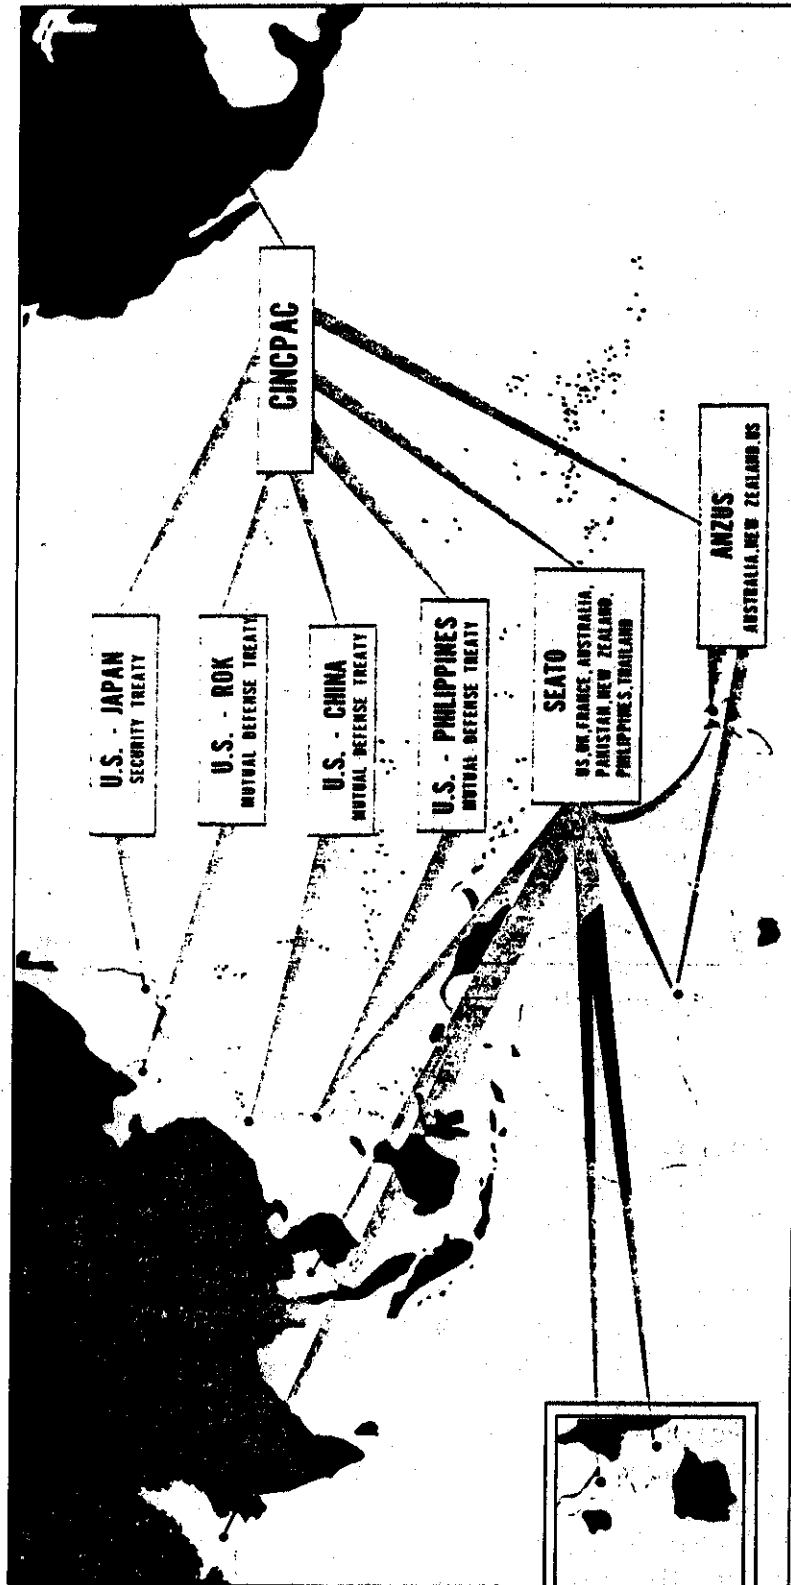 CINCPAC
U.S. - JAPAN
SECURITY TREATY
U.S. - ROK
MUTUAL DEFENSE TREATY
U.S. - CHINA
MUTUAL DEFENSE TREATY
U.S. - PHILIPPINES
MUTUAL DEFENSE TREATY
SEATO
US, UK, FRANCE, AUSTRALIA,
PAKISTAN, NEW ZEALAND,
PHILIPPINES, THAILAND
ANZUS
AUSTRALIA, NEW ZEALAND, US